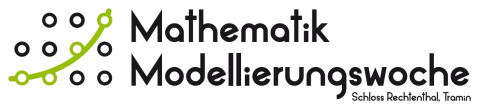 Mathematik
Modellierungswoche
Schloss Rechtenthal, Tramin